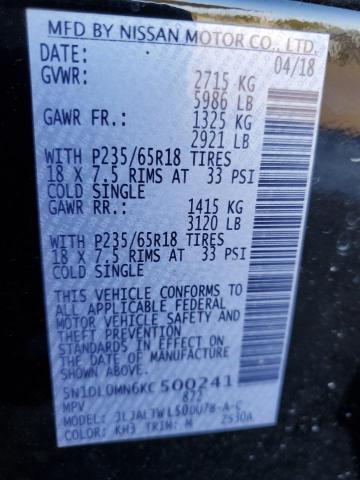 MFD BY NISSAN MOTOR CO., LTD.
04/18
GVWR: 2715 KG
5986 LB
GAWR FR.: 1325 KG
2921 LB
WITH P235/65R18 TIRES
18 X 7.5 RIMS AT 33 PSI
COLD SINGLE
GAWR RR.: 1415 KG
3120 LB
WITH P235/65R18 TIRES
18 X 7.5 RIMS AT 33 PSI
COLD SINGLE
THIS VEHICLE CONFORMS TO
ALL APPLICABLE FEDERAL
MOTOR VEHICLE SAFETY AND
THEFT PREVENTION
STANDARDS IN EFFECT ON
THE DATE OF MANUFACTURE
SHOWN ABOVE.
5N1DL0MN6KC500241
MPV 872
COLOR: KH3 TRIM: M 2S30A